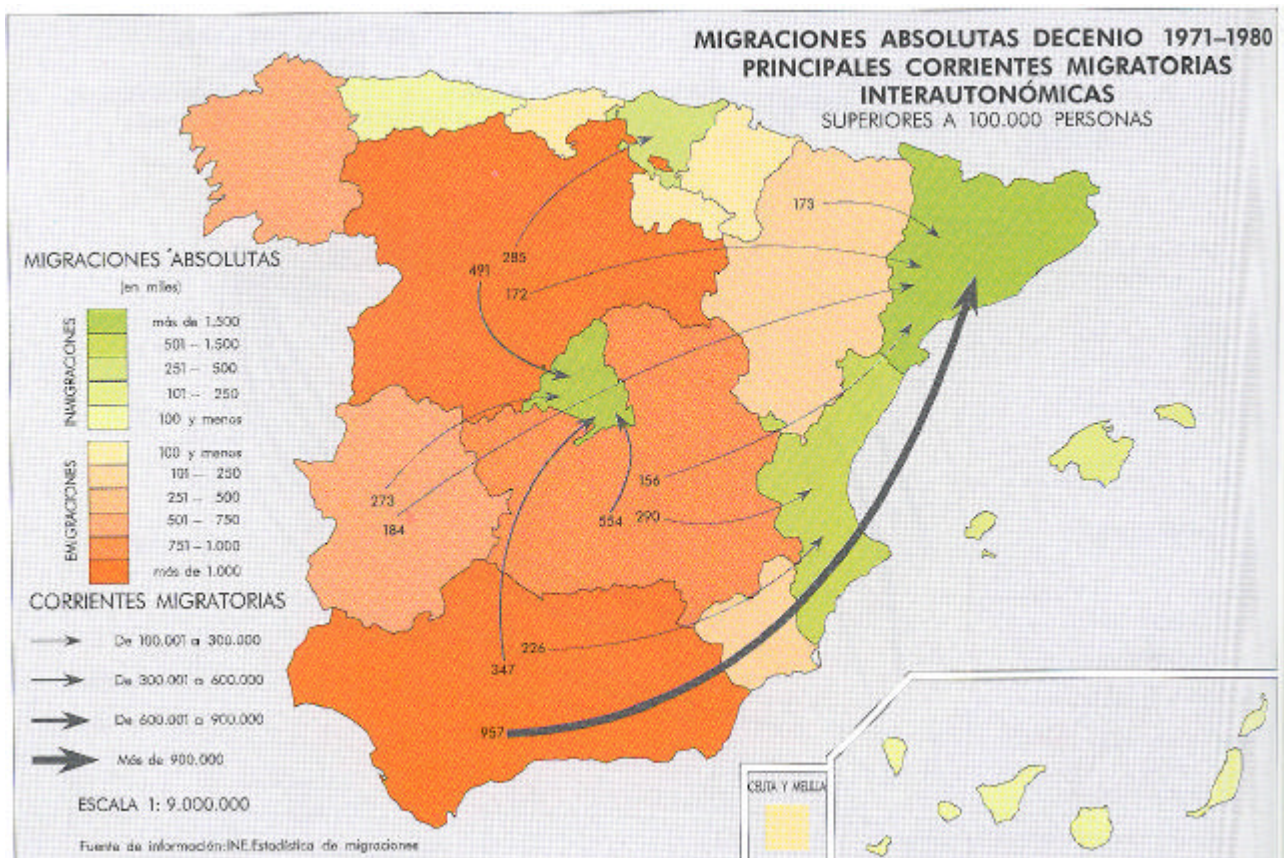 MIGRACIONES ABSOLUTAS DECENIO 1971-1980
PRINCIPALES CORRIENTES MIGRATORIAS
INTERAUTONÓMICAS
SUPERIORES A 100.000 PERSONAS
173
285
491
172
MIGRACIONES ABSOLUTAS
(en miles)
INMIGRACIONES
más de 1.500
501 - 1.500
251 - 500
101 - 250
100 y menos
EMIGRACIONES
100 y menos
101 - 250
251 - 500
501 - 750
751 - 1.000
más de 1.000
273
184
156
554
290
226
347
957
CORRIENTES MIGRATORIAS
De 100.001 a 300.000
De 300.001 a 600.000
De 600.001 a 900.000
Más de 900.000
ESCALA 1: 9.000.000
CEUTA Y MELILLA
Fuente de información:INE.Estadística de migraciones